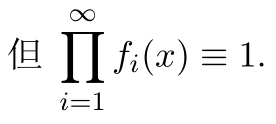 但 $\prod_{i=1}^{\infty} f_i(x) \equiv 1.$